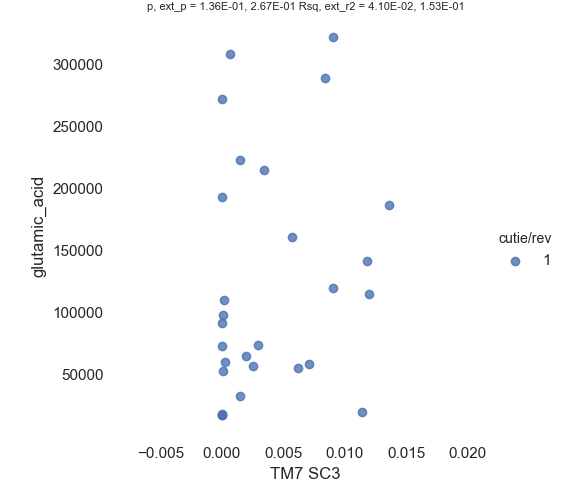 p, ext_p = 1.36E-01, 2.67E-01 Rsq, ext_r2 = 4.10E-02, 1.53E-01
300000
250000
200000
150000
100000
50000
glutamic_acid
cutie/rev
1
−0.005 0.000 0.005 0.010 0.015 0.020
TM7 SC3